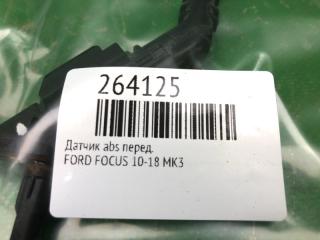 264125
Датчик abs перед.
FORD FOCUS 10-18 MK3